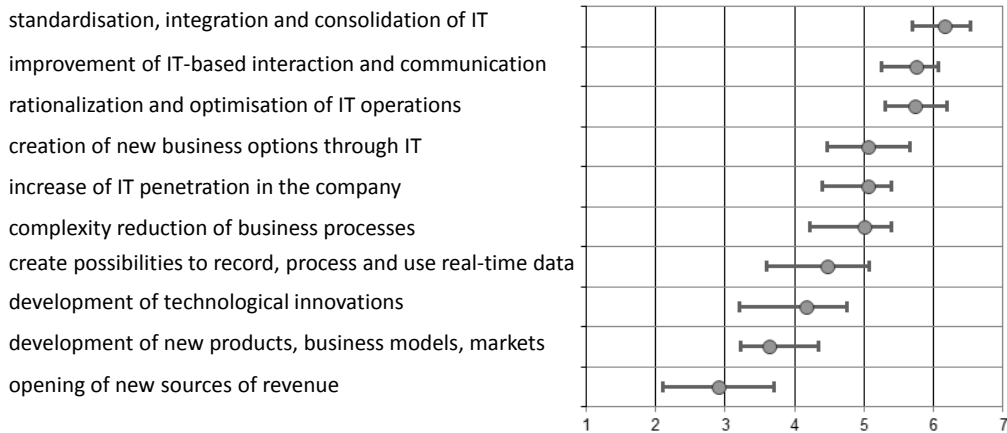 standardisation, integration and consolidation of IT
improvement of IT-based interaction and communication
rationalization and optimisation of IT operations
creation of new business options through IT
increase of IT penetration in the company
complexity reduction of business processes
create possibilities to record, process and use real-time data
development of technological innovations
development of new products, business models, markets
opening of new sources of revenue
1 2 3 4 5 6 7